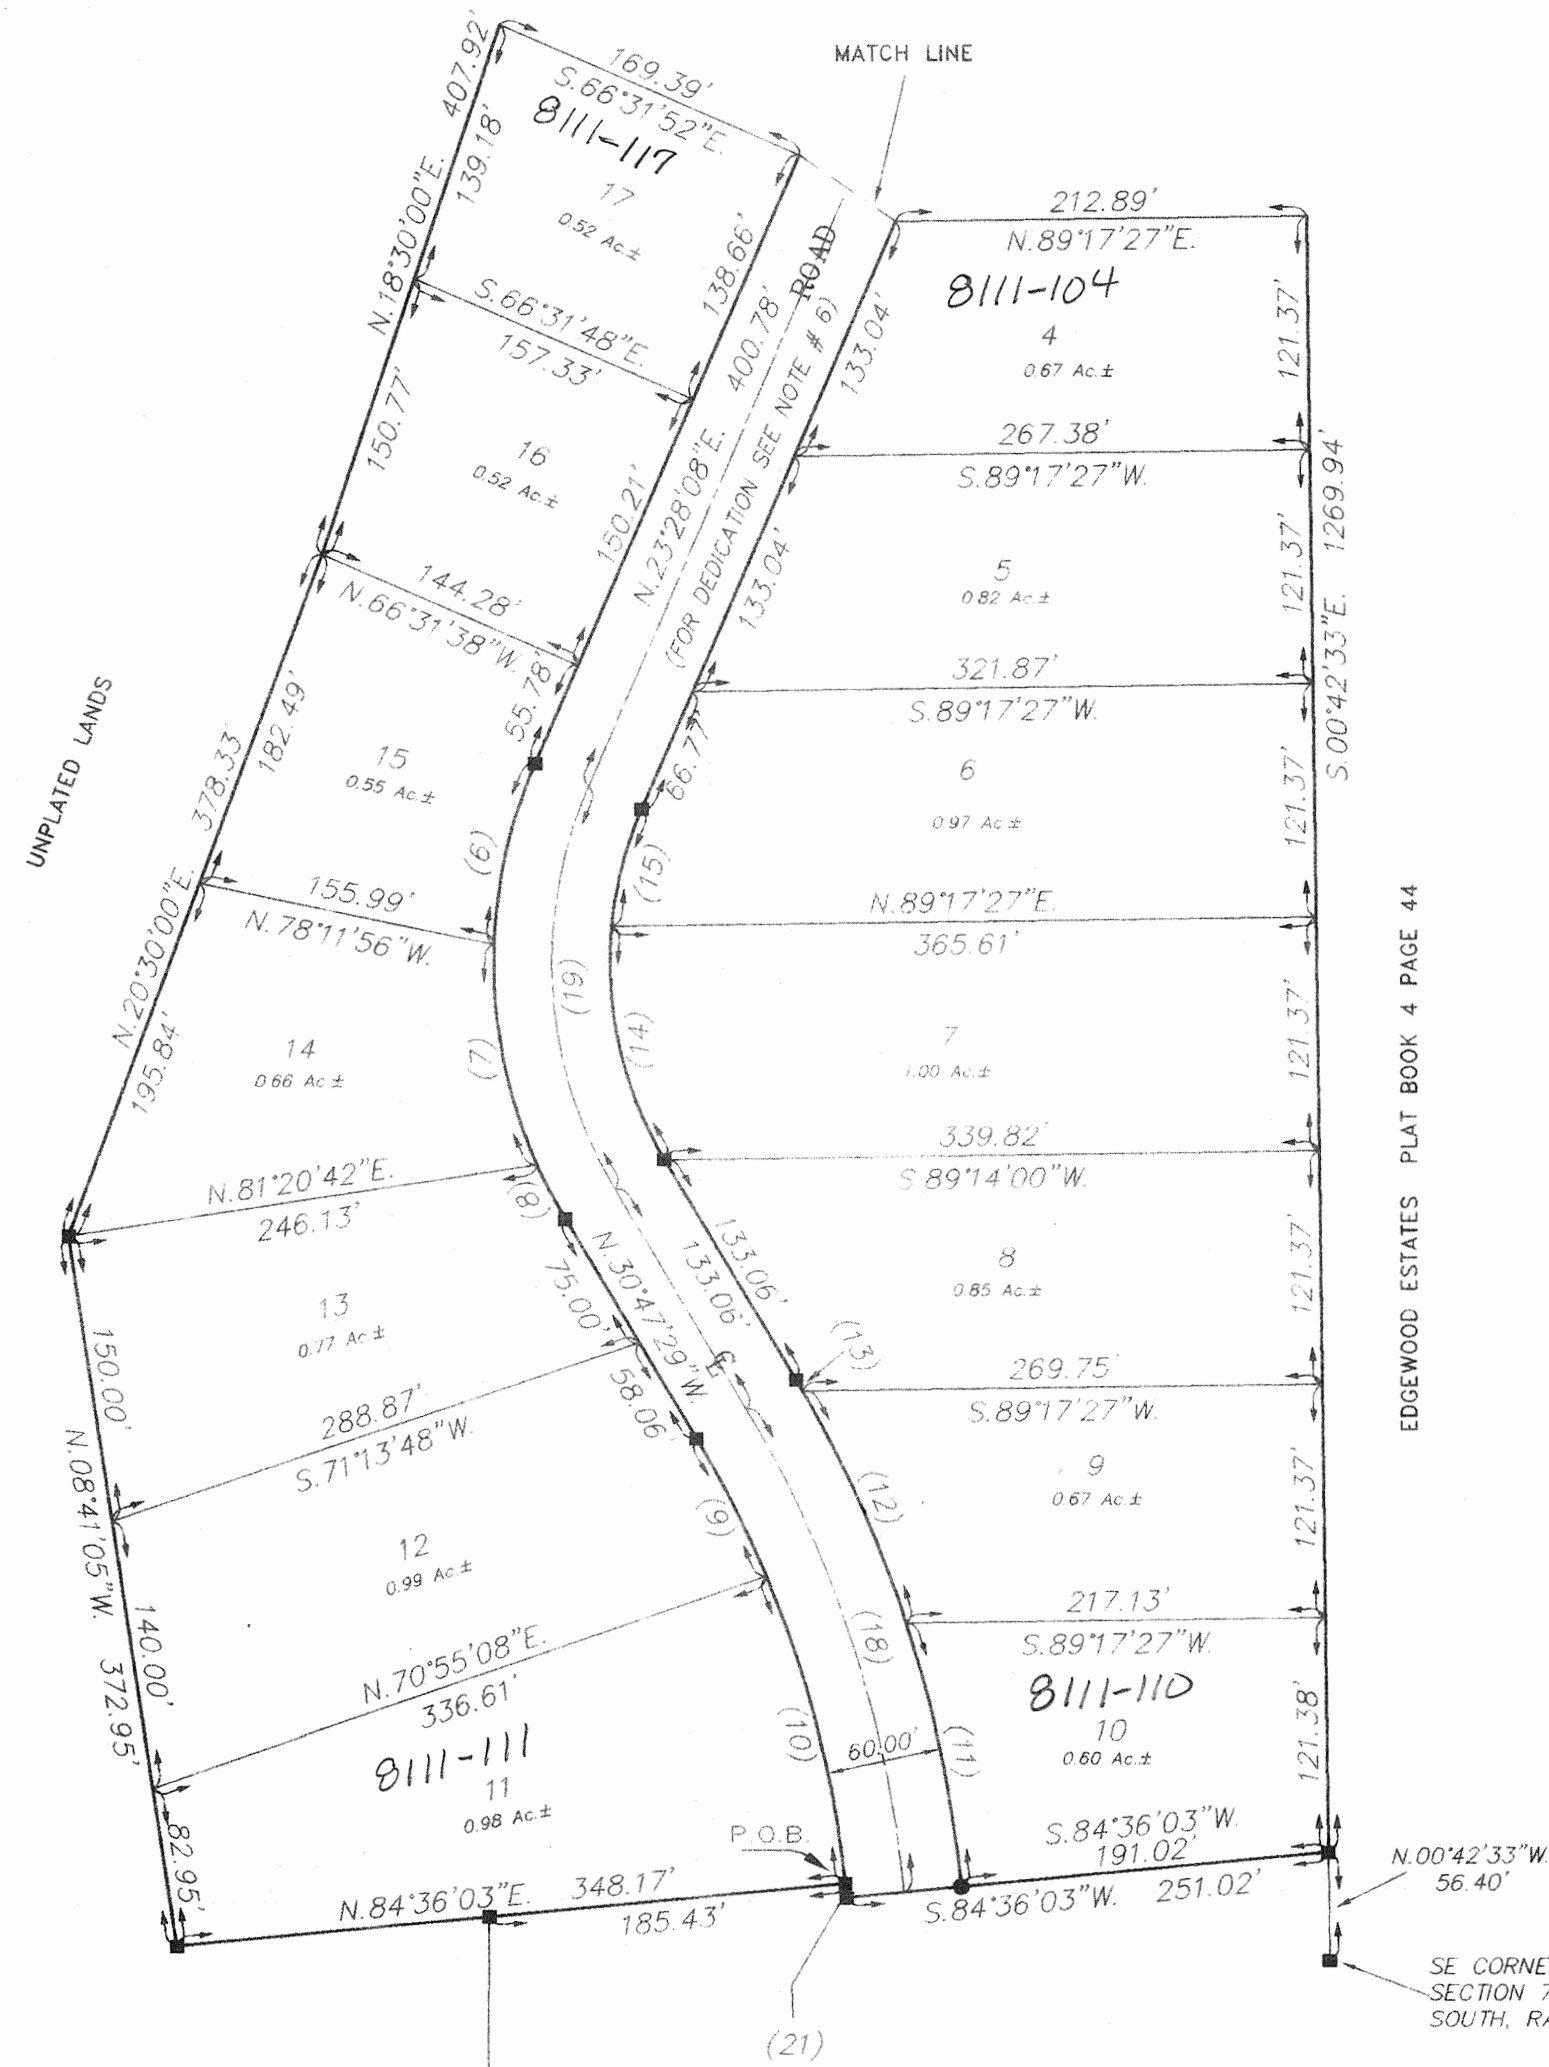 MATCH LINE
407.92'
169.39'
S.66°31'52"E.
8111-117
17
0.52 Ac.±
139.18'
N.18°30'00"E.
138.66'
212.89'
N.89°17'27"E.
8111-104
4
0.67 Ac.±
121.37'
133.04'
ROAD
400.78'
N.23°28'08"E.
(FOR DEDICATION SEE NOTE # 6)
S.66°31'48"E.
157.33'
150.77'
16
0.52 Ac.±
150.21'
267.38'
S.89°17'27"W.
S.00°42'33"E. 1269.94'
133.04'
5
0.82 Ac.±
121.37'
144.28'
N.66°31'38"W.
55.78'
321.87'
S.89°17'27"W.
UNPLATED LANDS
182.49'
378.33'
N.20°30'00"E.
15
0.55 Ac.±
66.77'
6
0.97 Ac.±
121.37'
(6)
(15)
155.99'
N.78°11'56"W.
N.89°17'27"E.
365.61'
EDGEWOOD ESTATES PLAT BOOK 4 PAGE 44
195.84'
14
0.66 Ac.±
(7)
(19)
(14)
7
1.00 Ac.±
121.37'
N.81°20'42"E.
246.13'
(8)
339.82'
S.89°14'00"W.
13
0.77 Ac.±
150.00'
75.00'
N.30°47'29"W.
133.06'
133.06'
8
0.85 Ac.±
121.37'
(13)
288.87'
S.71°13'48"W.
58.06'
℄
269.75'
S.89°17'27"W.
N.08°41'05"W. 372.95'
12
0.99 Ac.±
140.00'
(9)
(12)
9
0.67 Ac.±
121.37'
N.70°55'08"E.
336.61'
(18)
217.13'
S.89°17'27"W.
8111-110
10
0.60 Ac.±
121.38'
8111-111
11
0.98 Ac.±
(10)
60.00'
(11)
82.95'
P.O.B.
S.84°36'03"W.
191.02'
N.84°36'03"E. 348.17'
185.43'
S.84°36'03"W. 251.02'
N.00°42'33"W.
56.40'
SE CORNE
SECTION 7
SOUTH, RA
(21)